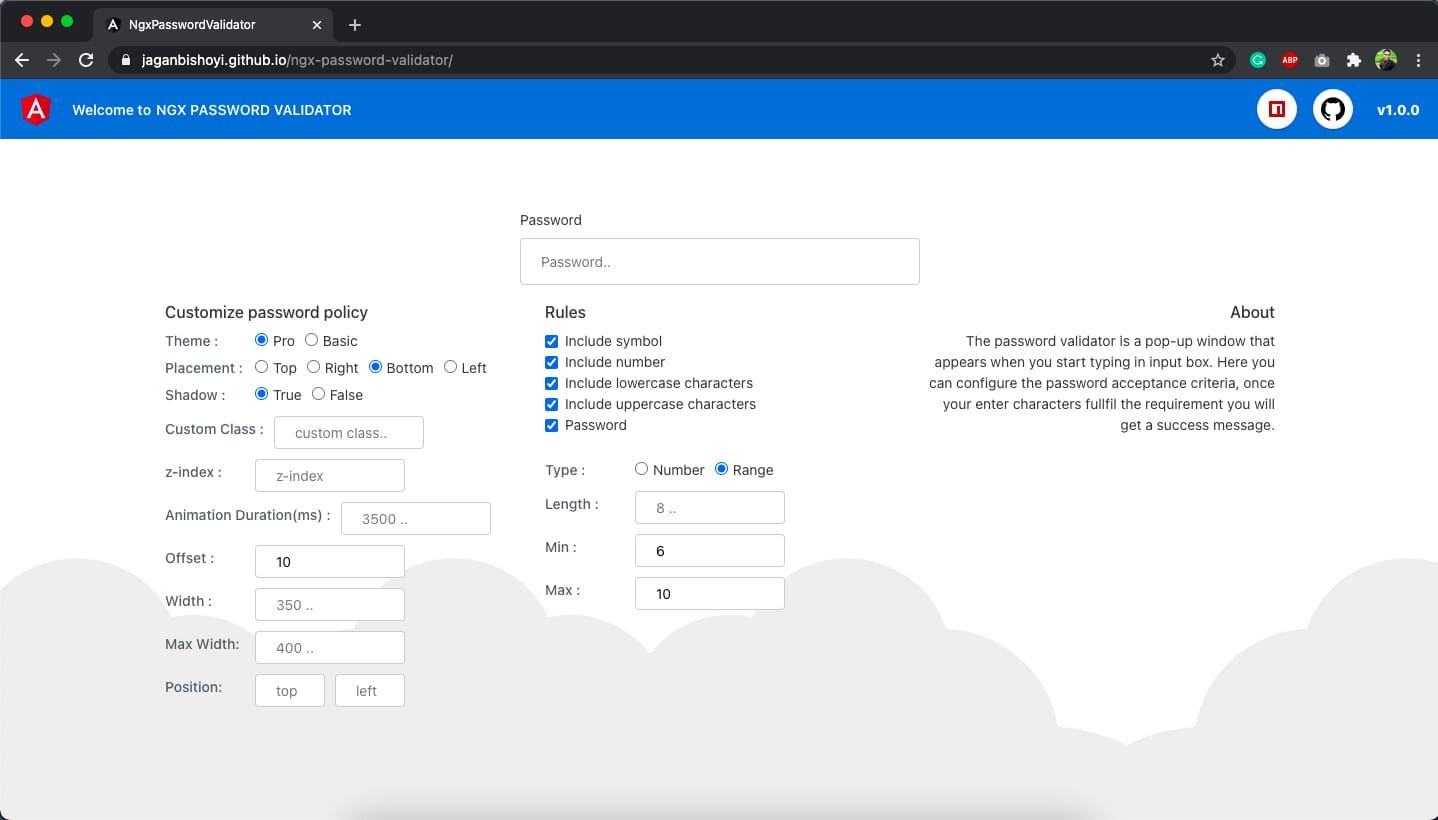 NgxPasswordValidator
jaganbishoyi.github.io/ngx-password-validator/
ABP
A
Welcome to NGX PASSWORD VALIDATOR
v1.0.0
Password
Password..
Customize password policy
Theme : Pro Basic
Placement : Top Right Bottom Left
Shadow : True False
Custom Class : custom class..
z-index : z-index
Animation Duration(ms) : 3500 ..
Offset : 10
Width : 350 ..
Max Width: 400 ..
Position: top left
Rules
Include symbol
Include number
Include lowercase characters
Include uppercase characters
Password
Type : Number Range
Length : 8 ..
Min : 6
Max : 10
About
The password validator is a pop-up window that
appears when you start typing in input box. Here you
can configure the password acceptance criteria, once
your enter characters fullfil the requirement you will
get a success message.